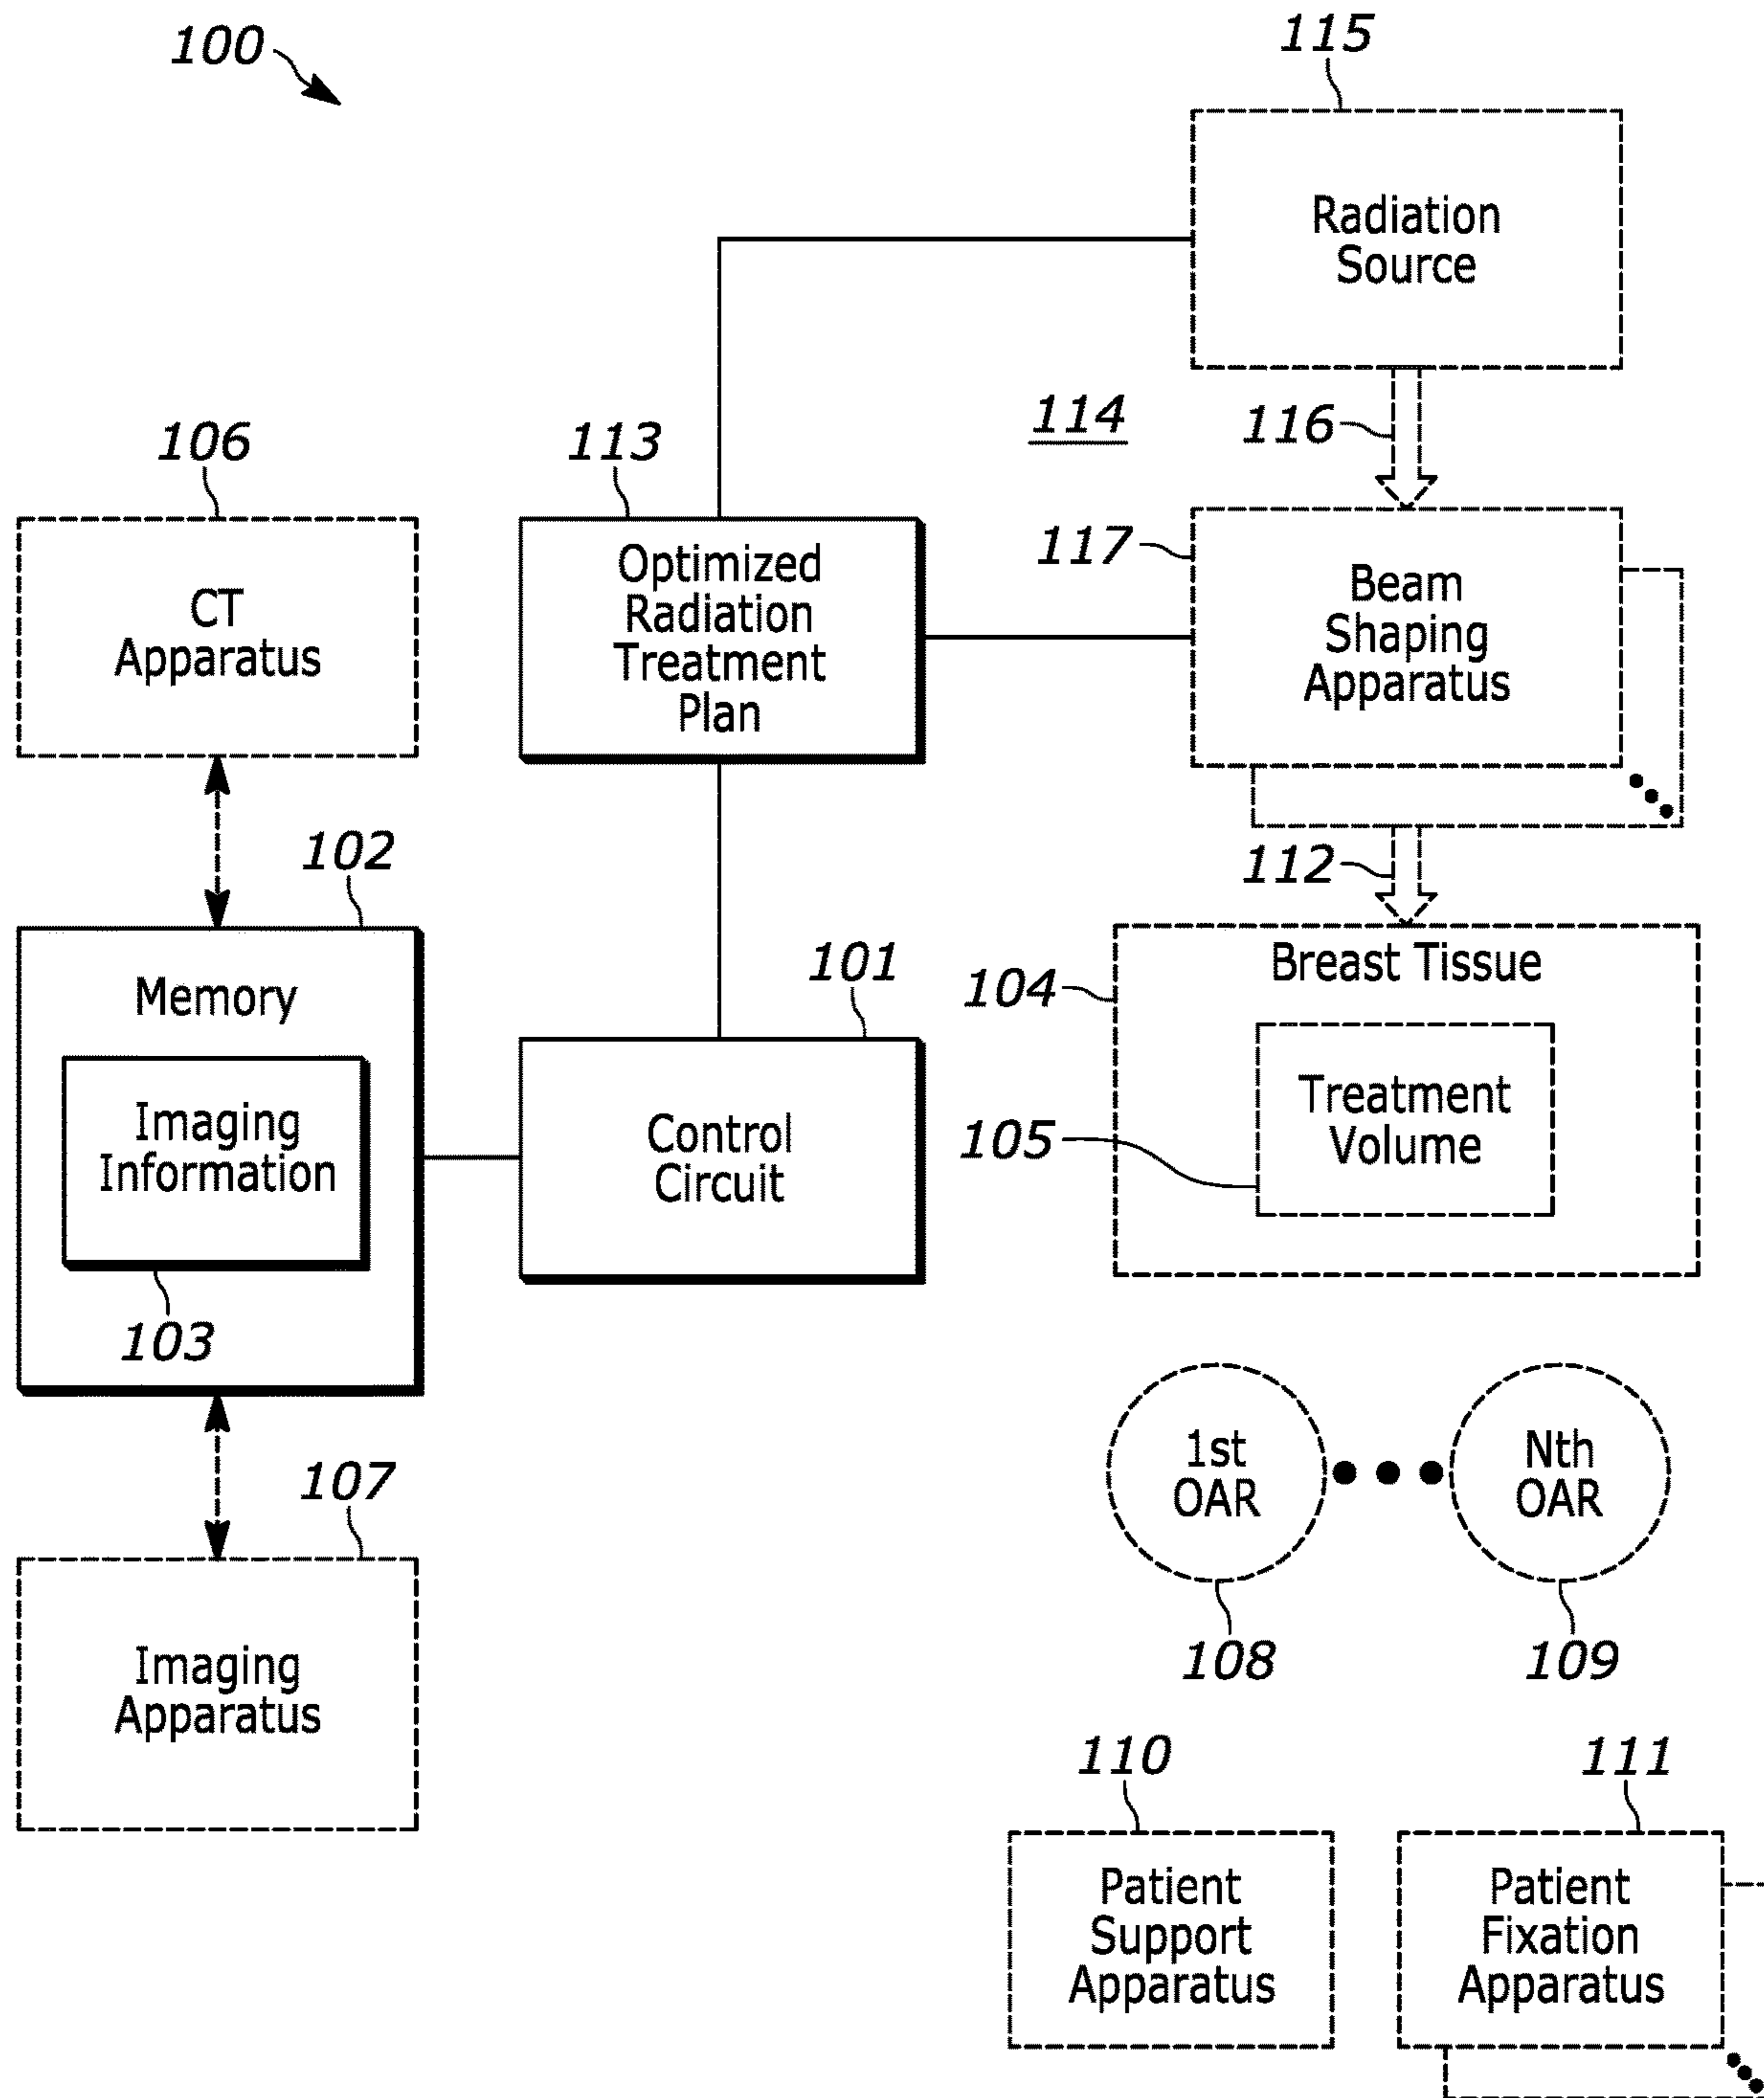 100
115
Radiation
Source
114
116
106
113
117
CT
Apparatus
Optimized
Radiation
Treatment
Plan
Beam
Shaping
Apparatus
102
112
Memory
101
104
Breast Tissue
Imaging
Information
Control
Circuit
105
Treatment
Volume
103
107
1st
OAR
Nth
OAR
108
109
Imaging
Apparatus
110
111
Patient
Support
Apparatus
Patient
Fixation
Apparatus